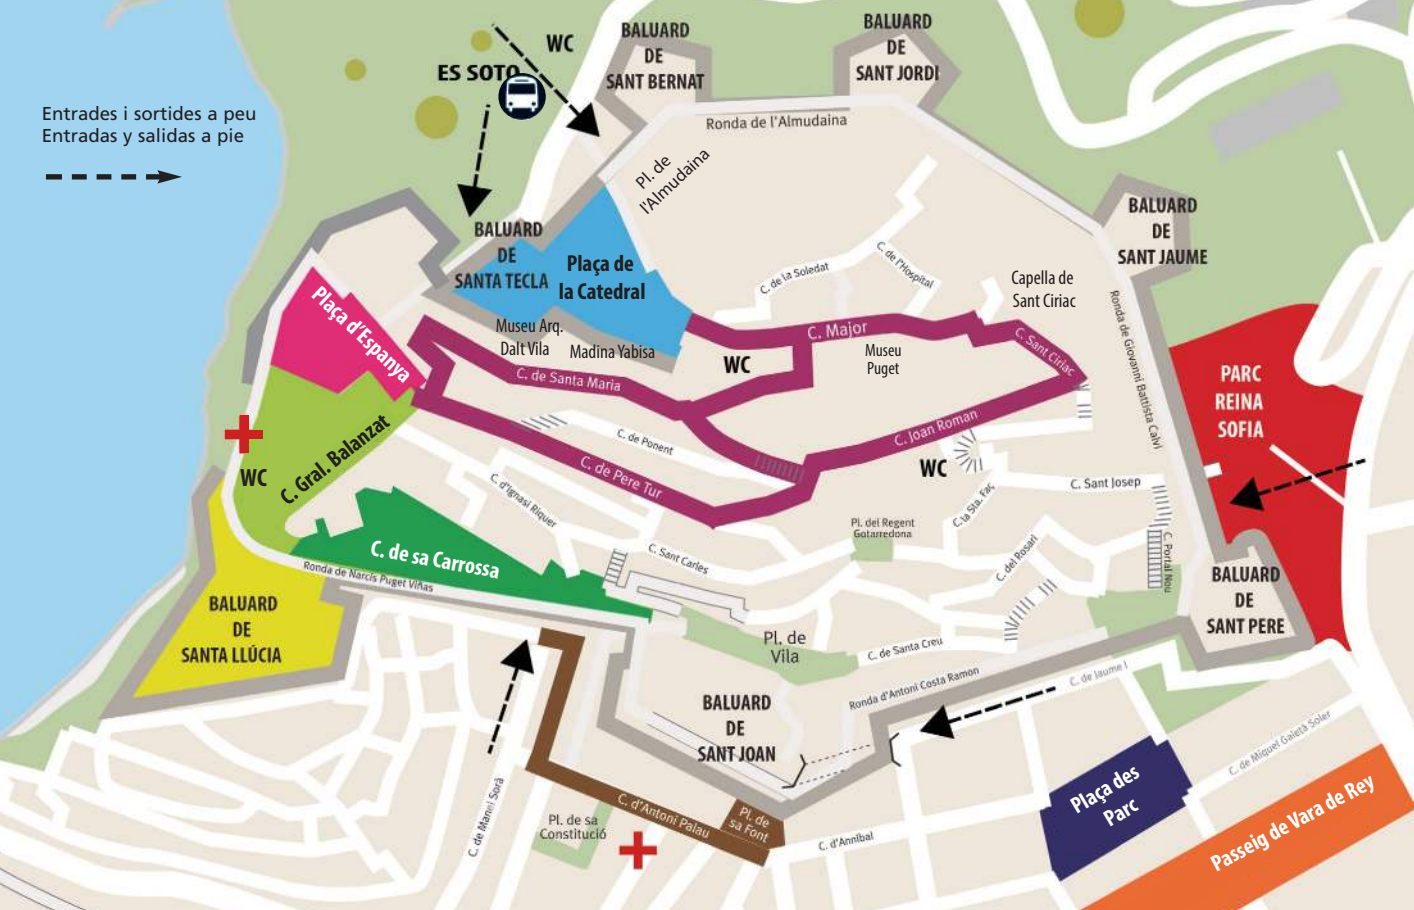 Entrades i sortides a peu
Entradas y salidas a pie
ES SOTO
WC
BALUARD
DE
SANT BERNAT
BALUARD
DE
SANT JORDI
Ronda de l'Almudaina
Pl. de
l'Almudaina
BALUARD
DE
SANT JAUME
BALUARD
DE
SANTA TECLA
Plaça de
la Catedral
C. de la Soledat
C. de l'Hospital
Capella de
Sant Ciriac
Plaça d'Espanya
Museu Arq.
Dalt Vila
Madina Yabisa
WC
C. Major
Museu
Puget
C. Sant Ciriac
Ronda de Giovanni Battista Calvi
PARC
REINA
SOFIA
C. de Santa Maria
C. Joan Roman
C. de Ponent
C. de Pere Tur
WC
C. Gral. Balanzat
WC
C. d'Ignasi Riquer
C. la Sta. Faç
C. Sant Josep
Pl. del Regent
Gotarredona
C. del Rosari
C. Portal Nou
C. de sa Carrossa
C. Sant Carles
Ronda de Narcís Puget Viñas
BALUARD
DE
SANTA LLÚCIA
BALUARD
DE
SANT PERE
Pl. de
Vila
C. de Santa Creu
Ronda d'Antoni Costa Ramon
C. de Jaume I
BALUARD
DE
SANT JOAN
C. de Miquel Gaietà Soler
C. de Manel Sorà
Pl. de sa
Constitució
C. d'Antoni Palau
Pl. de
sa Font
C. d'Anníbal
Plaça des
Parc
Passeig de Vara de Rey